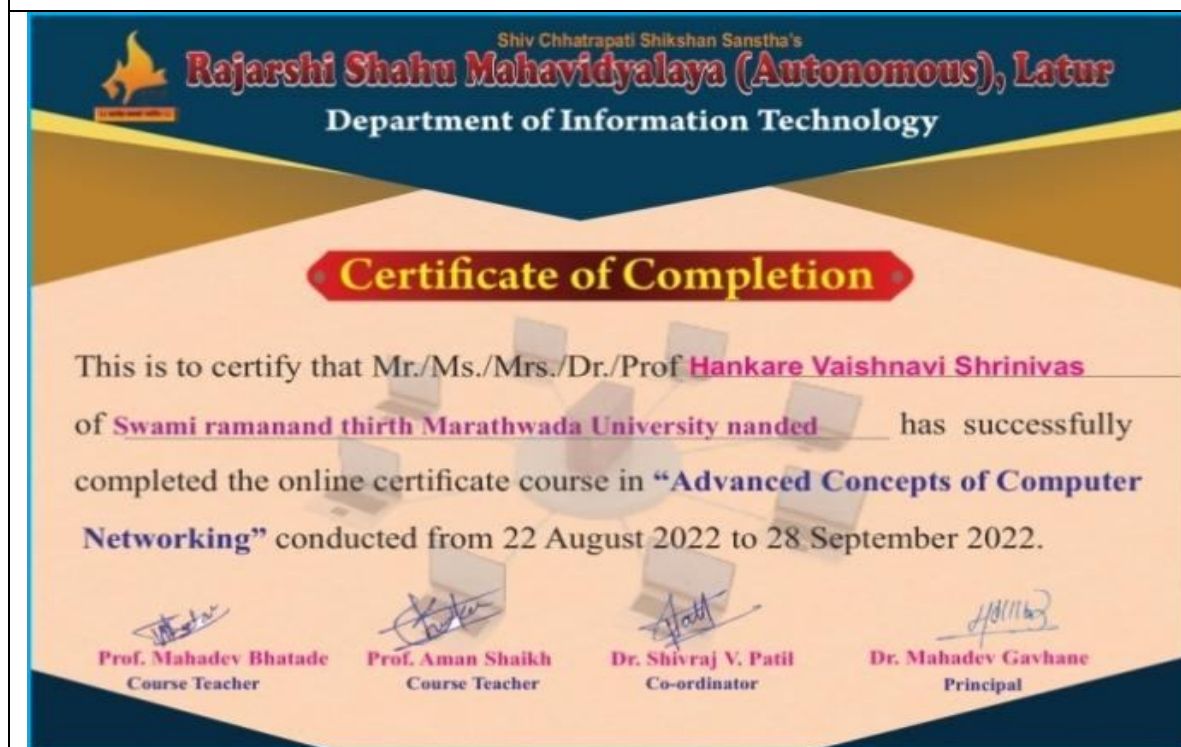 Shiv Chhatrapati Shikshan Sanstha's
Rajarshi Shahu Mahavidyalaya (Autonomous), Latur
Department of Information Technology
Certificate of Completion
This is to certify that Mr./Ms./Mrs./Dr./Prof Hankare Vaishnavi Shrinivas
of Swami ramanand thirth Marathwada University nanded has successfully
completed the online certificate course in “Advanced Concepts of Computer
Networking” conducted from 22 August 2022 to 28 September 2022.
Prof. Mahadev Bhatade Prof. Aman Shaikh Dr. Shivraj V. Patil Dr. Mahadev Gavhane
Course Teacher Course Teacher Co-ordinator Principal